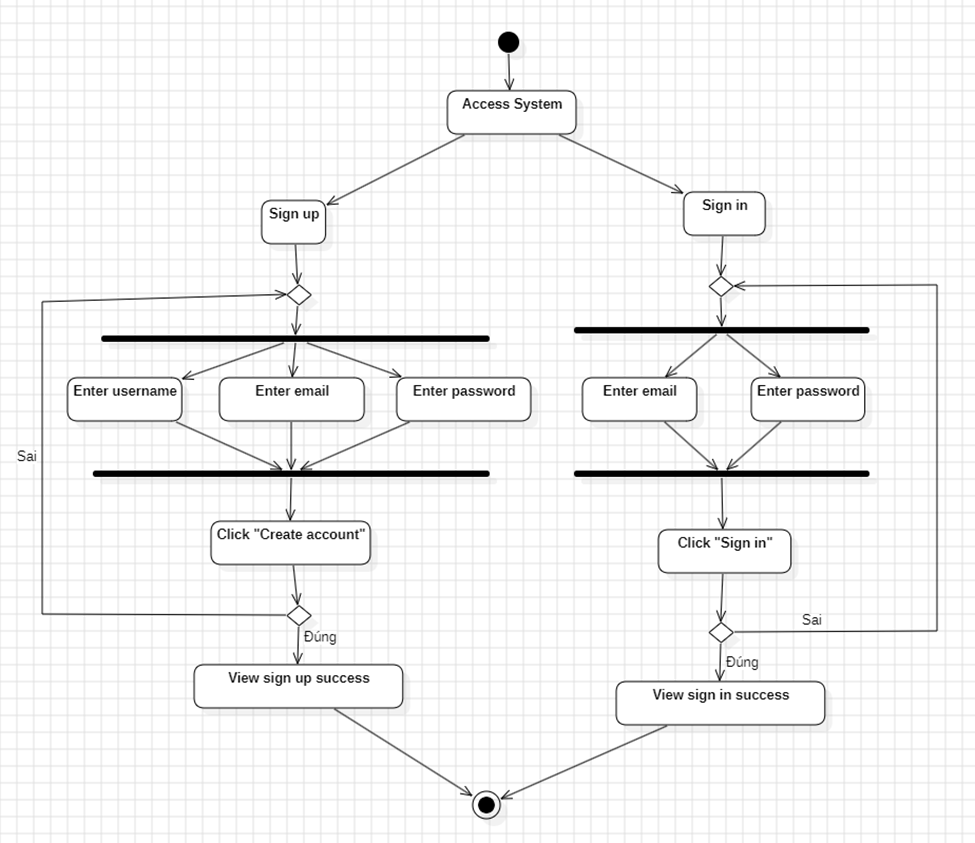 Access System
Sign up
Sign in
Enter username
Enter email
Enter password
Enter email
Enter password
Sai
Click "Create account"
Click "Sign in"
Sai
Đúng
Đúng
View sign up success
View sign in success